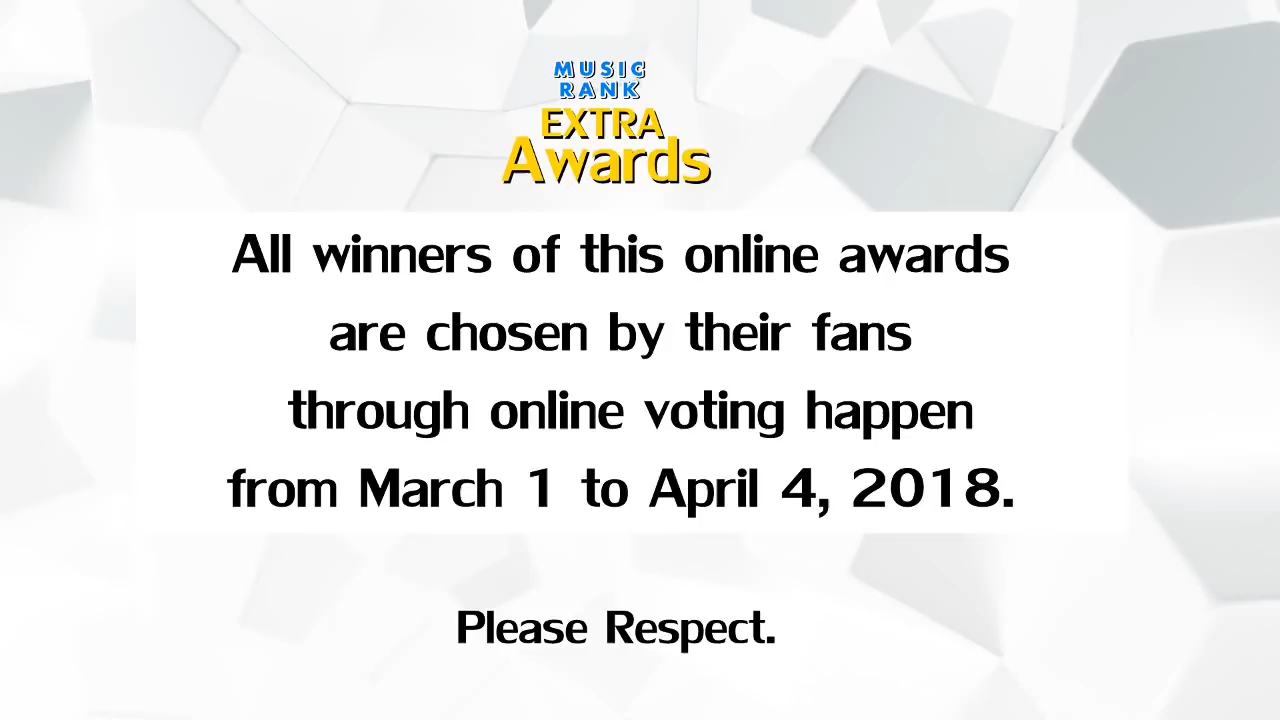 MUSIC
RANK
EXTRA
Awards
All winners of this online awards
are chosen by their fans
through online voting happen
from March 1 to April 4, 2018.
Please Respect.